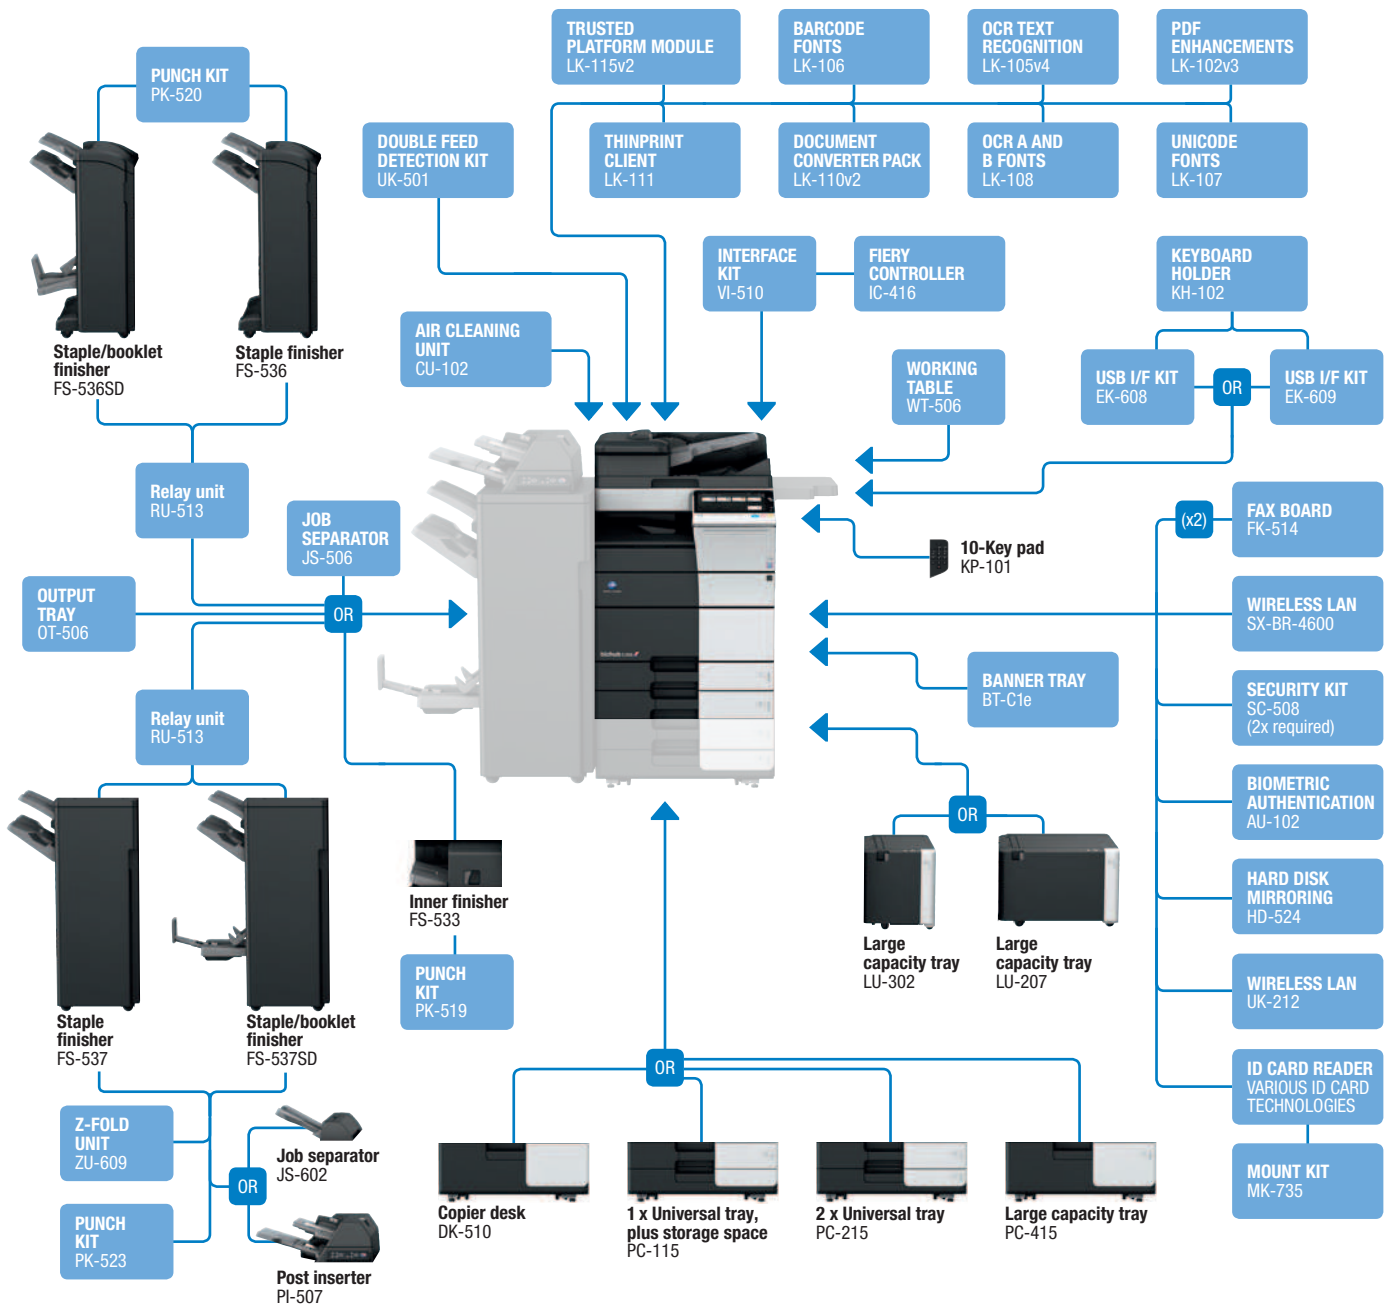 TRUSTED
PLATFORM MODULE
LK-115v2
BARCODE
FONTS
LK-106
OCR TEXT
RECOGNITION
LK-105v4
PDF
ENHANCEMENTS
LK-102v3
PUNCH KIT
PK-520
DOUBLE FEED
DETECTION KIT
UK-501
THINPRINT
CLIENT
LK-111
DOCUMENT
CONVERTER PACK
LK-110v2
OCR A AND
B FONTS
LK-108
UNICODE
FONTS
LK-107
INTERFACE
KIT
VI-510
FIERY
CONTROLLER
IC-416
KEYBOARD
HOLDER
KH-102
AIR CLEANING
UNIT
CU-102
Staple/booklet
finisher
FS-536SD
Staple finisher
FS-536
WORKING
TABLE
WT-506
USB I/F KIT
EK-608
OR
USB I/F KIT
EK-609
Relay unit
RU-513
JOB
SEPARATOR
JS-506
(x2)
FAX BOARD
FK-514
10-Key pad
KP-101
OUTPUT
TRAY
OT-506
OR
WIRELESS LAN
SX-BR-4600
BANNER TRAY
BT-C1e
SECURITY KIT
SC-508
(2x required)
Relay unit
RU-513
BIOMETRIC
AUTHENTICATION
AU-102
OR
HARD DISK
MIRRORING
HD-524
Inner finisher
FS-533
Large
capacity tray
LU-302
Large
capacity tray
LU-207
PUNCH
KIT
PK-519
WIRELESS LAN
UK-212
Staple
finisher
FS-537
Staple/booklet
finisher
FS-537SD
OR
ID CARD READER
VARIOUS ID CARD
TECHNOLOGIES
Z-FOLD
UNIT
ZU-609
Job separator
JS-602
OR
MOUNT KIT
MK-735
PUNCH
KIT
PK-523
Post inserter
PI-507
Copier desk
DK-510
1 x Universal tray,
plus storage space
PC-115
2 x Universal tray
PC-215
Large capacity tray
PC-415